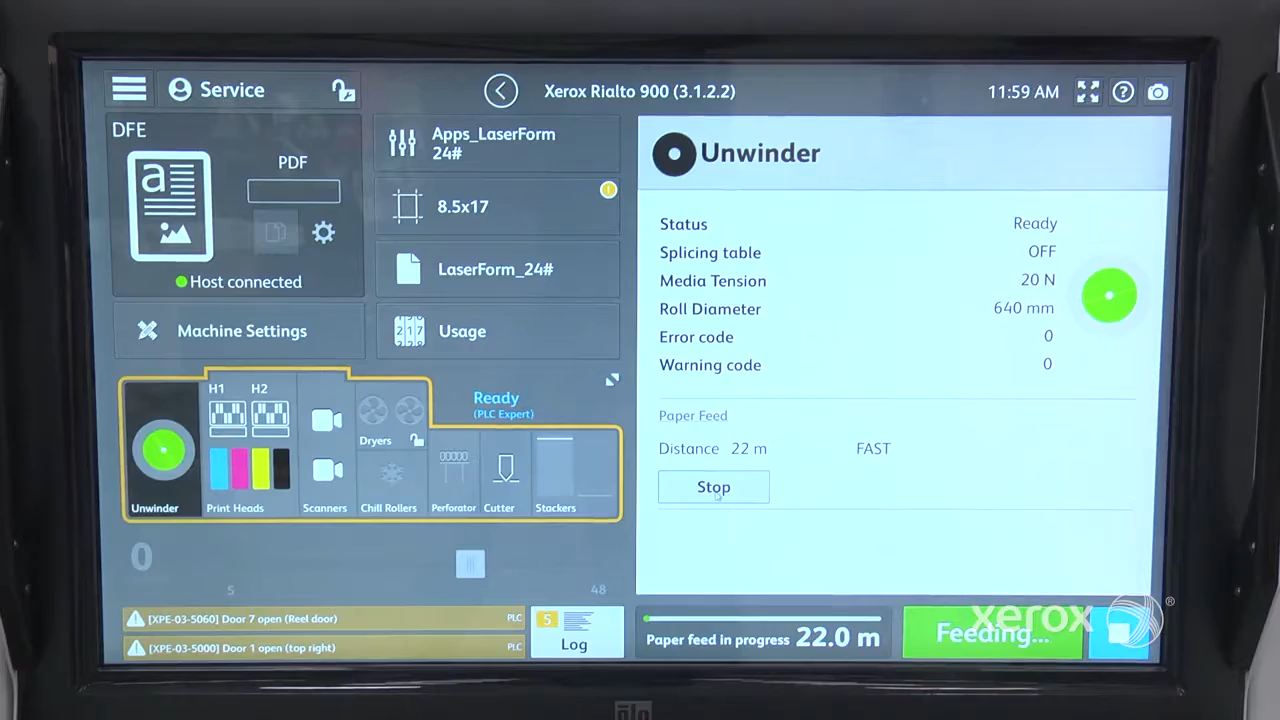 Service
Xerox Rialto 900 (3.1.2.2)
11:59 AM
DFE
a
PDF
Host connected
Apps_LaserForm
24#
8.5x17
LaserForm_24#
Machine Settings
217
Usage
Ready
(PLC Expert)
H1 H2
Dryers
Unwinder
Print Heads
Scanners
Chill Rollers
Perforator
Cutter
Stackers
0
5
48
[XPE-03-5060] Door 7 open (Reel door) PLC
[XPE-03-5000] Door 1 open (top right) PLC
5
Log
Unwinder
Status Ready
Splicing table OFF
Media Tension 20 N
Roll Diameter 640 mm
Error code 0
Warning code 0
Paper Feed
Distance 22 m FAST
Stop
Paper feed in progress 22.0 m
Feeding...
xerox ®
elo